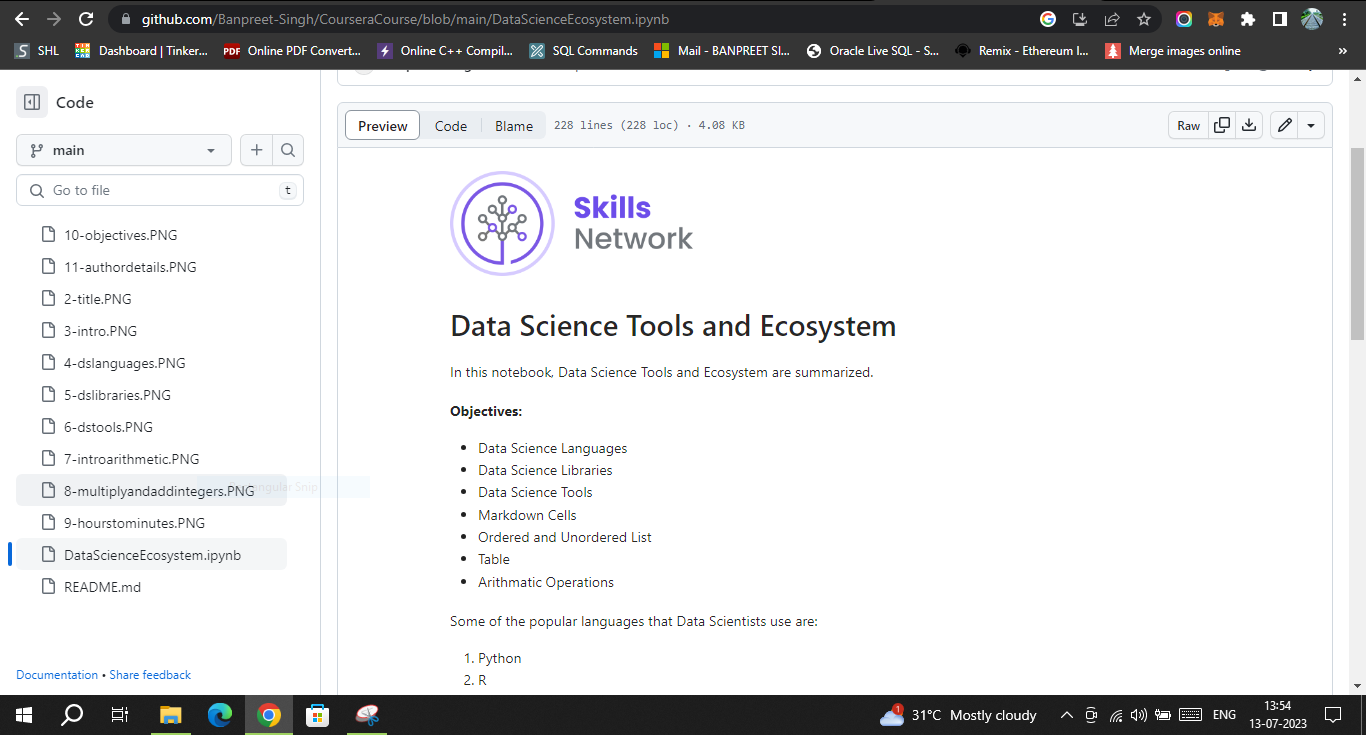 github.com/Banpreet-Singh/CourseraCourse/blob/main/DataScienceEcosystem.ipynb
SHL
Dashboard | Tinker...
PDF Online PDF Convert...
Online C++ Compil...
SQL Commands
Mail - BANPREET SI...
Oracle Live SQL - S...
Remix - Ethereum I...
Merge images online
»
Code
main
Go to file
t
10-objectives.PNG
11-authordetails.PNG
2-title.PNG
3-intro.PNG
4-dslanguages.PNG
5-dslibraries.PNG
6-dstools.PNG
7-introarithmetic.PNG
8-multiplyandaddintegers.PNG
9-hourstominutes.PNG
DataScienceEcosystem.ipynb
README.md
Documentation • Share feedback
Preview
Code
Blame
228 lines (228 loc) · 4.08 KB
Raw
Skills
Network
Data Science Tools and Ecosystem
In this notebook, Data Science Tools and Ecosystem are summarized.
Objectives:
• Data Science Languages
• Data Science Libraries
• Data Science Tools
• Markdown Cells
• Ordered and Unordered List
• Table
• Arithmatic Operations
Some of the popular languages that Data Scientists use are:
1. Python
2. R
1
31°C Mostly cloudy
ENG
13:54
13-07-2023